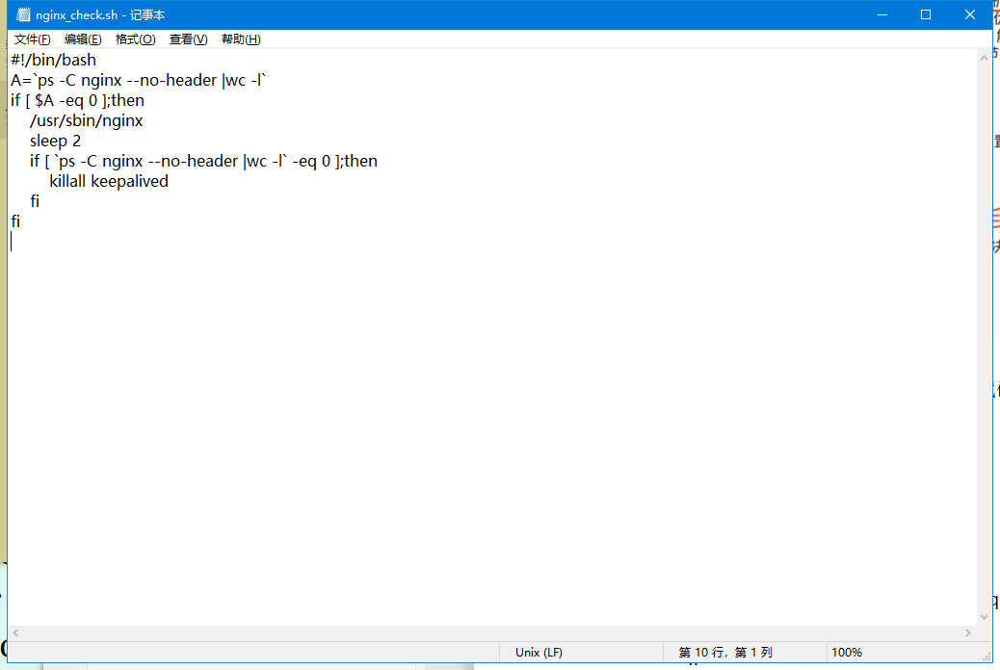 nginx_check.sh - 记事本
文件(F) 编辑(E) 格式(O) 查看(V) 帮助(H)
#!/bin/bash
A=`ps -C nginx --no-header |wc -l`
if [ $A -eq 0 ];then
    /usr/sbin/nginx
    sleep 2
    if [ `ps -C nginx --no-header |wc -l` -eq 0 ];then
        killall keepalived
    fi
fi
Unix (LF) 第 10 行，第 1 列 100%